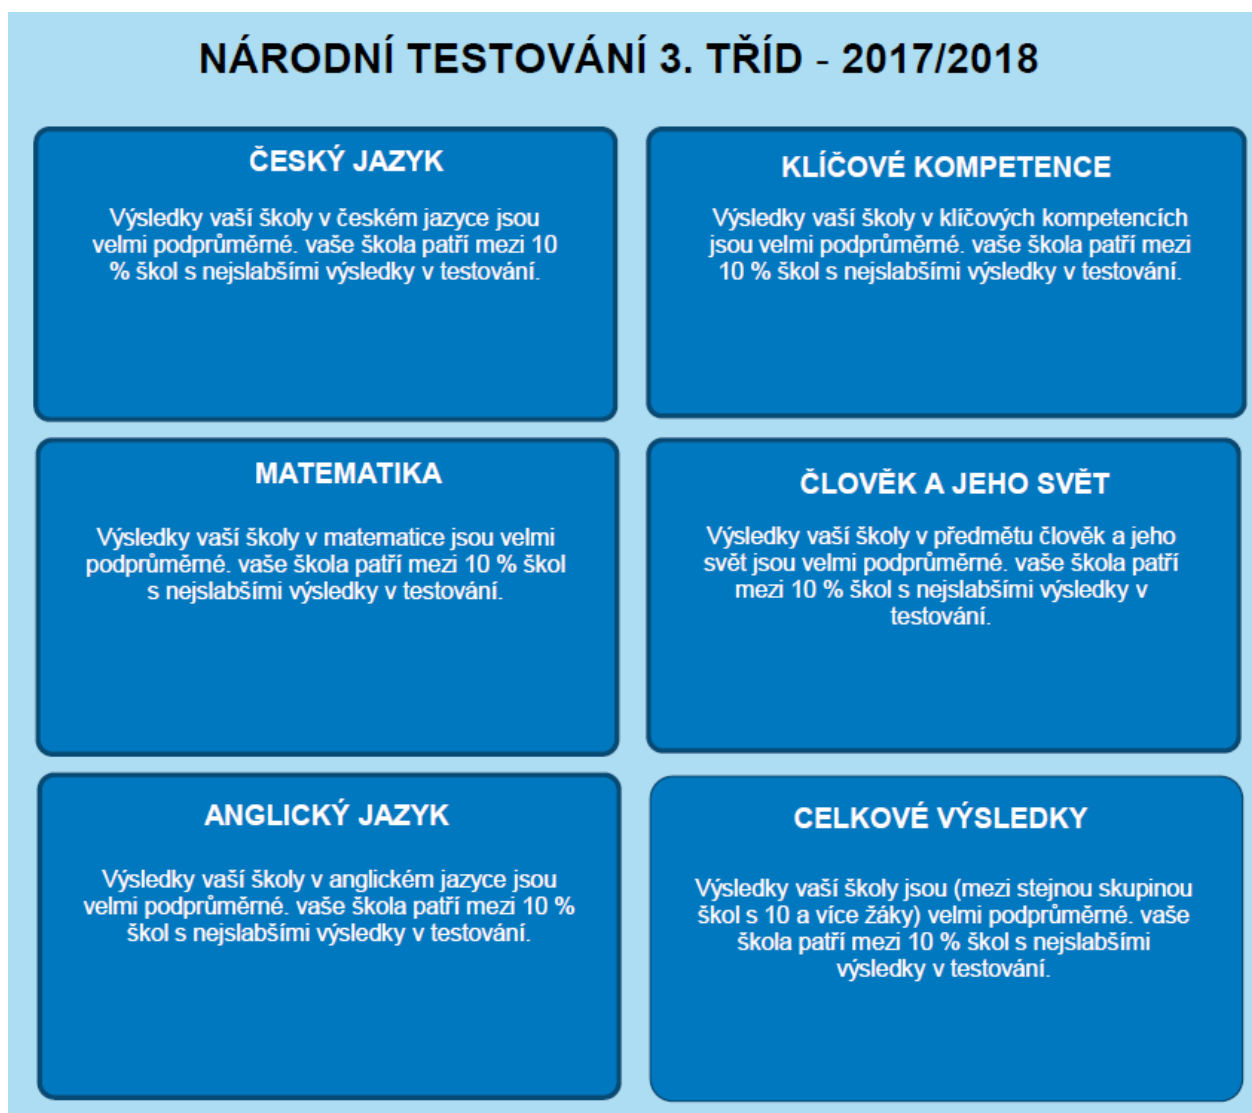 NÁRODNÍ TESTOVÁNÍ 3. TŘÍD - 2017/2018
ČESKÝ JAZYK
Výsledky vaší školy v českém jazyce jsou
velmi podprůměrné. vaše škola patří mezi 10
% škol s nejslabšími výsledky v testování.
KLÍČOVÉ KOMPETENCE
Výsledky vaší školy v klíčových kompetencích
jsou velmi podprůměrné. vaše škola patří mezi
10 % škol s nejslabšími výsledky v testování.
MATEMATIKA
Výsledky vaší školy v matematice jsou velmi
podprůměrné. vaše škola patří mezi 10 % škol
s nejslabšími výsledky v testování.
ČLOVĚK A JEHO SVĚT
Výsledky vaší školy v předmětu člověk a jeho
svět jsou velmi podprůměrné. vaše škola patří
mezi 10 % škol s nejslabšími výsledky v
testování.
ANGLICKÝ JAZYK
Výsledky vaší školy v anglickém jazyce jsou
velmi podprůměrné. vaše škola patří mezi 10 %
škol s nejslabšími výsledky v testování.
CELKOVÉ VÝSLEDKY
Výsledky vaší školy jsou (mezi stejnou skupinou
škol s 10 a více žáky) velmi podprůměrné. vaše
škola patří mezi 10 % škol s nejslabšími
výsledky v testování.